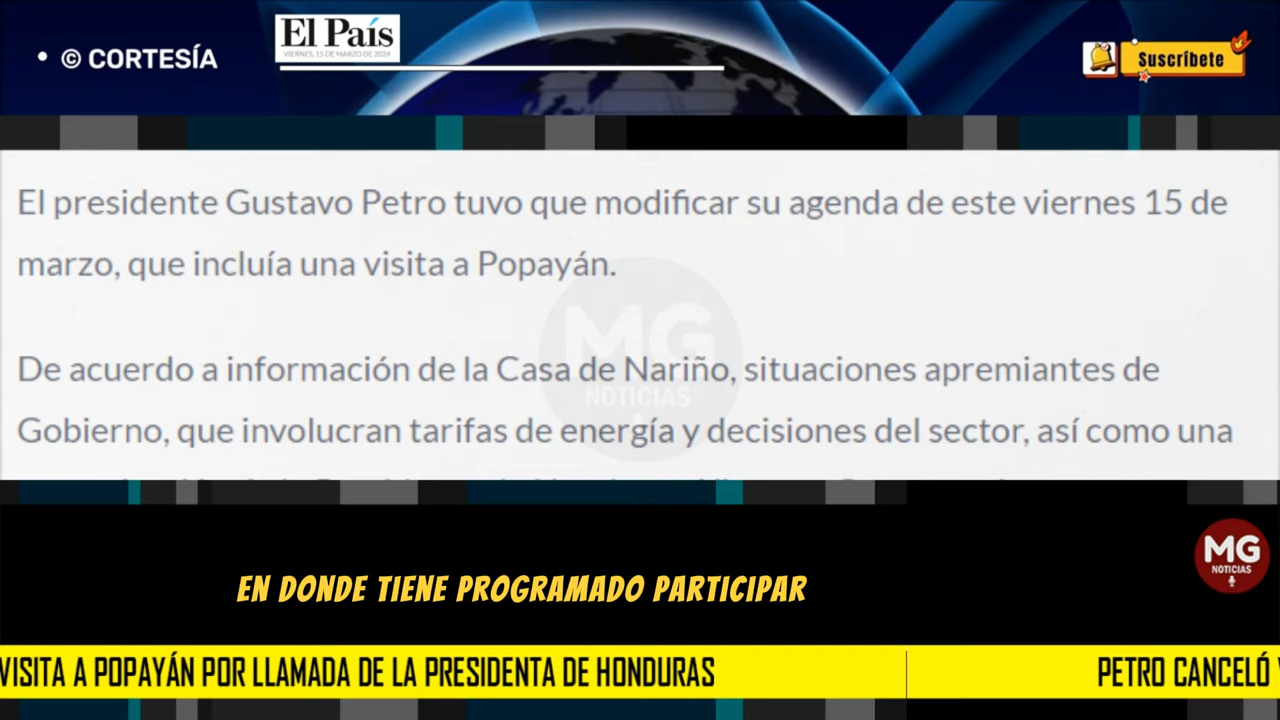 • © CORTESÍA
El País
VIERNES, 15 DE MARZO DE 2024
Suscríbete
El presidente Gustavo Petro tuvo que modificar su agenda de este viernes 15 de
marzo, que incluía una visita a Popayán.
De acuerdo a información de la Casa de Nariño, situaciones apremiantes de
Gobierno, que involucran tarifas de energía y decisiones del sector, así como una
MG
NOTICIAS
MG
NOTICIAS
EN DONDE TIENE PROGRAMADO PARTICIPAR
VISITA A POPAYÁN POR LLAMADA DE LA PRESIDENTA DE HONDURAS
PETRO CANCELÓ